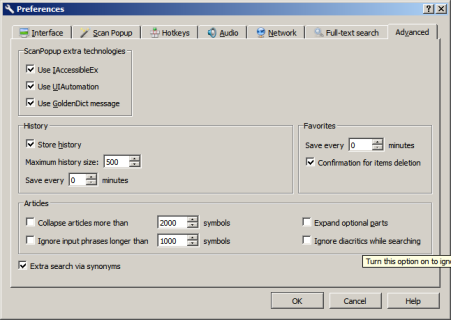 Preferences
Interface Scan Popup Hotkeys Audio Network Full-text search Advanced
ScanPopup extra technologies
Use IAccessibleEx
Use UIAutomation
Use GoldenDict message
History Favorites
Store history Save every 0 minutes
Maximum history size: 500 Confirmation for items deletion
Save every 0 minutes
Articles
Collapse articles more than 2000 symbols Expand optional parts
Ignore input phrases longer than 1000 symbols Ignore diacritics while searching
Turn this option on to igno
Extra search via synonyms
OK Cancel Help